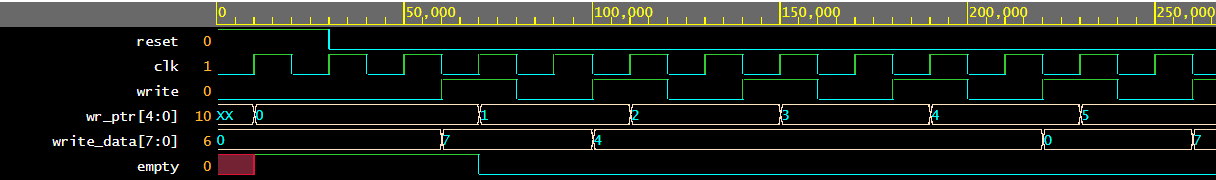 0 50,000 100,000 150,000 200,000 250,000
reset 0
clk 1
write 0
wr_ptr[4:0] 10 XX 0 1 2 3 4 5
write_data[7:0] 6 0 7 4 0 7
empty 0